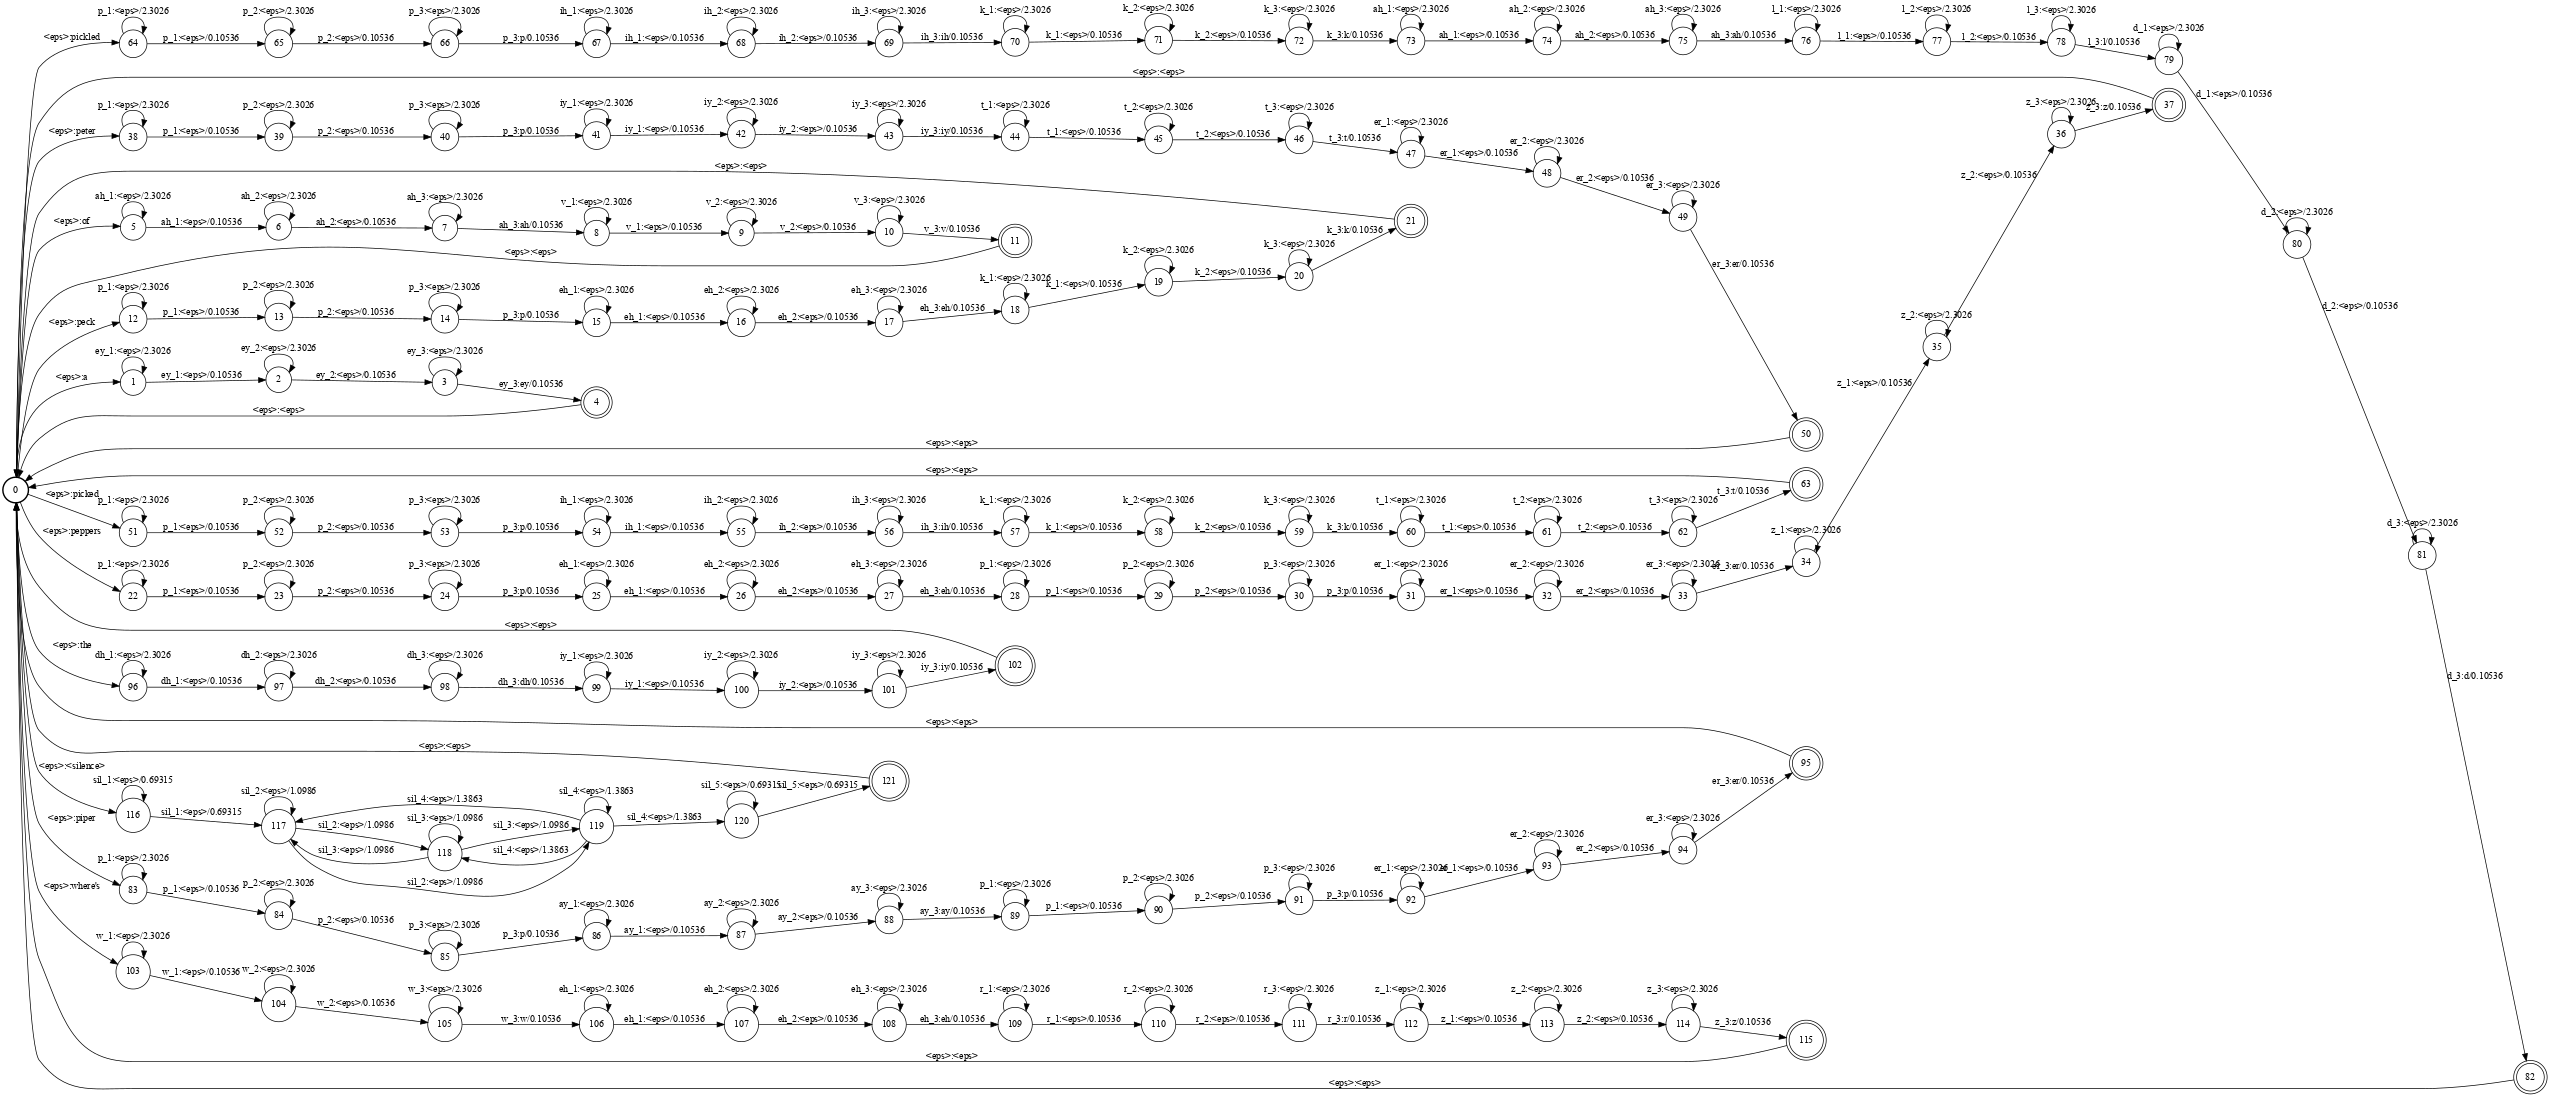 p_1:<eps>/2.3026 p_2:<eps>/2.3026 p_3:<eps>/2.3026 ih_1:<eps>/2.3026 ih_2:<eps>/2.3026 ih_3:<eps>/2.3026 k_1:<eps>/2.3026 k_2:<eps>/2.3026 k_3:<eps>/2.3026 ah_1:<eps>/2.3026 ah_2:<eps>/2.3026 ah_3:<eps>/2.3026 l_1:<eps>/2.3026 l_2:<eps>/2.3026 l_3:<eps>/2.3026 d_1:<eps>/2.3026
<eps>:pickled 64 p_1:<eps>/0.10536 65 p_2:<eps>/0.10536 66 p_3:p/0.10536 67 ih_1:<eps>/0.10536 68 ih_2:<eps>/0.10536 69 ih_3:ih/0.10536 70 k_1:<eps>/0.10536 71 k_2:<eps>/0.10536 72 k_3:k/0.10536 73 ah_1:<eps>/0.10536 74 ah_2:<eps>/0.10536 75 ah_3:ah/0.10536 76 l_1:<eps>/0.10536 77 l_2:<eps>/0.10536 78 l_3:l/0.10536 79
<eps>:<eps> d_1:<eps>/0.10536
p_1:<eps>/2.3026 p_2:<eps>/2.3026 p_3:<eps>/2.3026 iy_1:<eps>/2.3026 iy_2:<eps>/2.3026 iy_3:<eps>/2.3026 t_1:<eps>/2.3026 t_2:<eps>/2.3026 t_3:<eps>/2.3026 er_1:<eps>/2.3026 er_2:<eps>/2.3026 er_3:<eps>/2.3026 z_3:<eps>/2.3026
<eps>:peter 38 p_1:<eps>/0.10536 39 p_2:<eps>/0.10536 40 p_3:p/0.10536 41 iy_1:<eps>/0.10536 42 iy_2:<eps>/0.10536 43 iy_3:iy/0.10536 44 t_1:<eps>/0.10536 45 t_2:<eps>/0.10536 46 t_3:t/0.10536 47 er_1:<eps>/0.10536 48 er_2:<eps>/0.10536 49 36 z_3:z/0.10536 37
<eps>:<eps> z_2:<eps>/0.10536
ah_1:<eps>/2.3026 ah_2:<eps>/2.3026 ah_3:<eps>/2.3026 v_1:<eps>/2.3026 v_2:<eps>/2.3026 v_3:<eps>/2.3026 d_2:<eps>/2.3026
<eps>:of 5 ah_1:<eps>/0.10536 6 ah_2:<eps>/0.10536 7 ah_3:ah/0.10536 8 v_1:<eps>/0.10536 9 v_2:<eps>/0.10536 10 v_3:v/0.10536 11 21 80
<eps>:<eps> er_3:er/0.10536
p_1:<eps>/2.3026 p_2:<eps>/2.3026 p_3:<eps>/2.3026 eh_1:<eps>/2.3026 eh_2:<eps>/2.3026 eh_3:<eps>/2.3026 k_1:<eps>/2.3026 k_2:<eps>/2.3026 k_3:<eps>/2.3026
<eps>:peck 12 p_1:<eps>/0.10536 13 p_2:<eps>/0.10536 14 p_3:p/0.10536 15 eh_1:<eps>/0.10536 16 eh_2:<eps>/0.10536 17 eh_3:eh/0.10536 18 k_1:<eps>/0.10536 19 k_2:<eps>/0.10536 20 k_3:k/0.10536 d_2:<eps>/0.10536
ey_1:<eps>/2.3026 ey_2:<eps>/2.3026 ey_3:<eps>/2.3026 z_2:<eps>/2.3026
<eps>:a 1 ey_1:<eps>/0.10536 2 ey_2:<eps>/0.10536 3 ey_3:ey/0.10536 4 z_1:<eps>/0.10536 35
<eps>:<eps>
50
<eps>:<eps>
<eps>:<eps>
0 63
p_1:<eps>/2.3026 p_2:<eps>/2.3026 p_3:<eps>/2.3026 ih_1:<eps>/2.3026 ih_2:<eps>/2.3026 ih_3:<eps>/2.3026 k_1:<eps>/2.3026 k_2:<eps>/2.3026 k_3:<eps>/2.3026 t_1:<eps>/2.3026 t_2:<eps>/2.3026 t_3:<eps>/2.3026 d_3:<eps>/2.3026
<eps>:picked 51 p_1:<eps>/0.10536 52 p_2:<eps>/0.10536 53 p_3:p/0.10536 54 ih_1:<eps>/0.10536 55 ih_2:<eps>/0.10536 56 ih_3:ih/0.10536 57 k_1:<eps>/0.10536 58 k_2:<eps>/0.10536 59 k_3:k/0.10536 60 t_1:<eps>/0.10536 61 t_2:<eps>/0.10536 62 t_3:t/0.10536 81
p_1:<eps>/2.3026 p_2:<eps>/2.3026 p_3:<eps>/2.3026 eh_1:<eps>/2.3026 eh_2:<eps>/2.3026 eh_3:<eps>/2.3026 p_1:<eps>/2.3026 p_2:<eps>/2.3026 p_3:<eps>/2.3026 er_1:<eps>/2.3026 er_2:<eps>/2.3026 er_3:<eps>/2.3026 z_1:<eps>/2.3026
<eps>:peppers 22 p_1:<eps>/0.10536 23 p_2:<eps>/0.10536 24 p_3:p/0.10536 25 eh_1:<eps>/0.10536 26 eh_2:<eps>/0.10536 27 eh_3:eh/0.10536 28 p_1:<eps>/0.10536 29 p_2:<eps>/0.10536 30 p_3:p/0.10536 31 er_1:<eps>/0.10536 32 er_2:<eps>/0.10536 33 er_3:er/0.10536 34
<eps>:<eps>
dh_1:<eps>/2.3026 dh_2:<eps>/2.3026 dh_3:<eps>/2.3026 iy_1:<eps>/2.3026 iy_2:<eps>/2.3026 iy_3:<eps>/2.3026
<eps>:the 96 dh_1:<eps>/0.10536 97 dh_2:<eps>/0.10536 98 dh_3:dh/0.10536 99 iy_1:<eps>/0.10536 100 iy_2:<eps>/0.10536 101 iy_3:iy/0.10536 102 d_3:d/0.10536
<eps>:<eps>
<eps>:<eps>
sil_1:<eps>/0.69315 sil_2:<eps>/1.0986 sil_4:<eps>/1.3863 sil_4:<eps>/1.3863 sil_5:<eps>/0.69315 121 95
<eps>:<silence> 116 sil_1:<eps>/0.69315 117 sil_2:<eps>/1.0986 sil_3:<eps>/1.0986 118 sil_3:<eps>/1.0986 119 sil_4:<eps>/1.3863 120 sil_5:<eps>/0.69315
sil_3:<eps>/1.0986 sil_4:<eps>/1.3863
sil_2:<eps>/1.0986
p_1:<eps>/2.3026 p_2:<eps>/2.3026 p_3:<eps>/2.3026 ay_1:<eps>/2.3026 ay_2:<eps>/2.3026 ay_3:<eps>/2.3026 p_1:<eps>/2.3026 p_2:<eps>/2.3026 p_3:<eps>/2.3026 er_1:<eps>/2.3026 er_2:<eps>/2.3026 er_3:<eps>/2.3026
<eps>:piper 83 p_1:<eps>/0.10536 84 p_2:<eps>/0.10536 85 p_3:p/0.10536 86 ay_1:<eps>/0.10536 87 ay_2:<eps>/0.10536 88 ay_3:ay/0.10536 89 p_1:<eps>/0.10536 90 p_2:<eps>/0.10536 91 p_3:p/0.10536 92 er_1:<eps>/0.10536 93 er_2:<eps>/0.10536 94 er_3:er/0.10536
w_1:<eps>/2.3026 w_2:<eps>/2.3026 w_3:<eps>/2.3026 eh_1:<eps>/2.3026 eh_2:<eps>/2.3026 eh_3:<eps>/2.3026 r_1:<eps>/2.3026 r_2:<eps>/2.3026 r_3:<eps>/2.3026 z_1:<eps>/2.3026 z_2:<eps>/2.3026 z_3:<eps>/2.3026
<eps>:where's 103 w_1:<eps>/0.10536 104 w_2:<eps>/0.10536 105 w_3:w/0.10536 106 eh_1:<eps>/0.10536 107 eh_2:<eps>/0.10536 108 eh_3:eh/0.10536 109 r_1:<eps>/0.10536 110 r_2:<eps>/0.10536 111 r_3:r/0.10536 112 z_1:<eps>/0.10536 113 z_2:<eps>/0.10536 114 z_3:z/0.10536 115
<eps>:<eps>
<eps>:<eps> 82